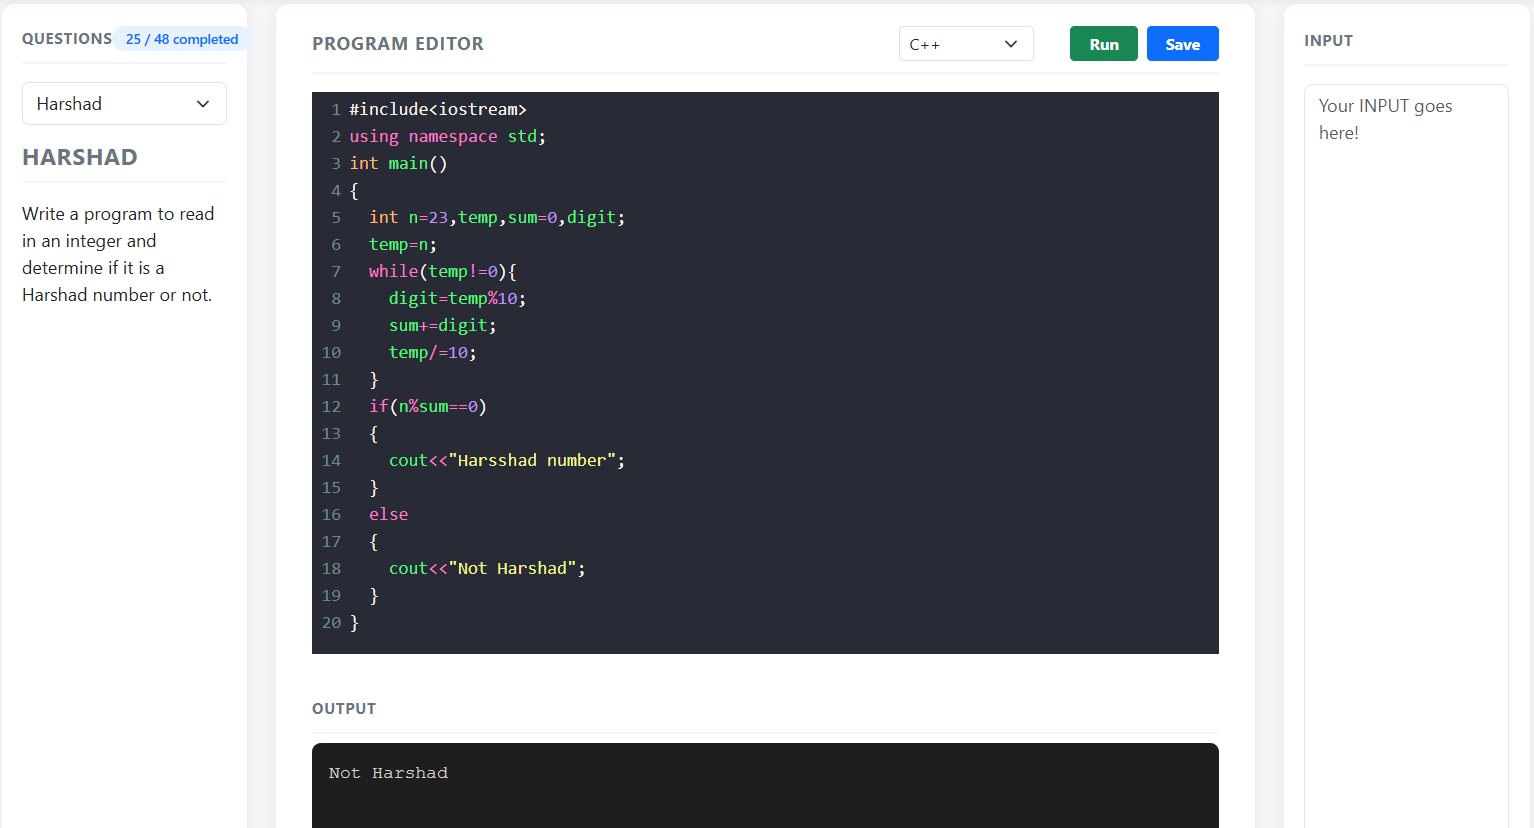 QUESTIONS 25 / 48 completed
Harshad
HARSHAD
Write a program to read
in an integer and
determine if it is a
Harshad number or not.
PROGRAM EDITOR C++ Run Save
1 #include<iostream>
2 using namespace std;
3 int main()
4 {
5   int n=23,temp,sum=0,digit;
6   temp=n;
7   while(temp!=0){
8     digit=temp%10;
9     sum+=digit;
10     temp/=10;
11   }
12   if(n%sum==0)
13   {
14     cout<<"Harsshad number";
15   }
16   else
17   {
18     cout<<"Not Harshad";
19   }
20 }
OUTPUT
Not Harshad
INPUT
Your INPUT goes
here!